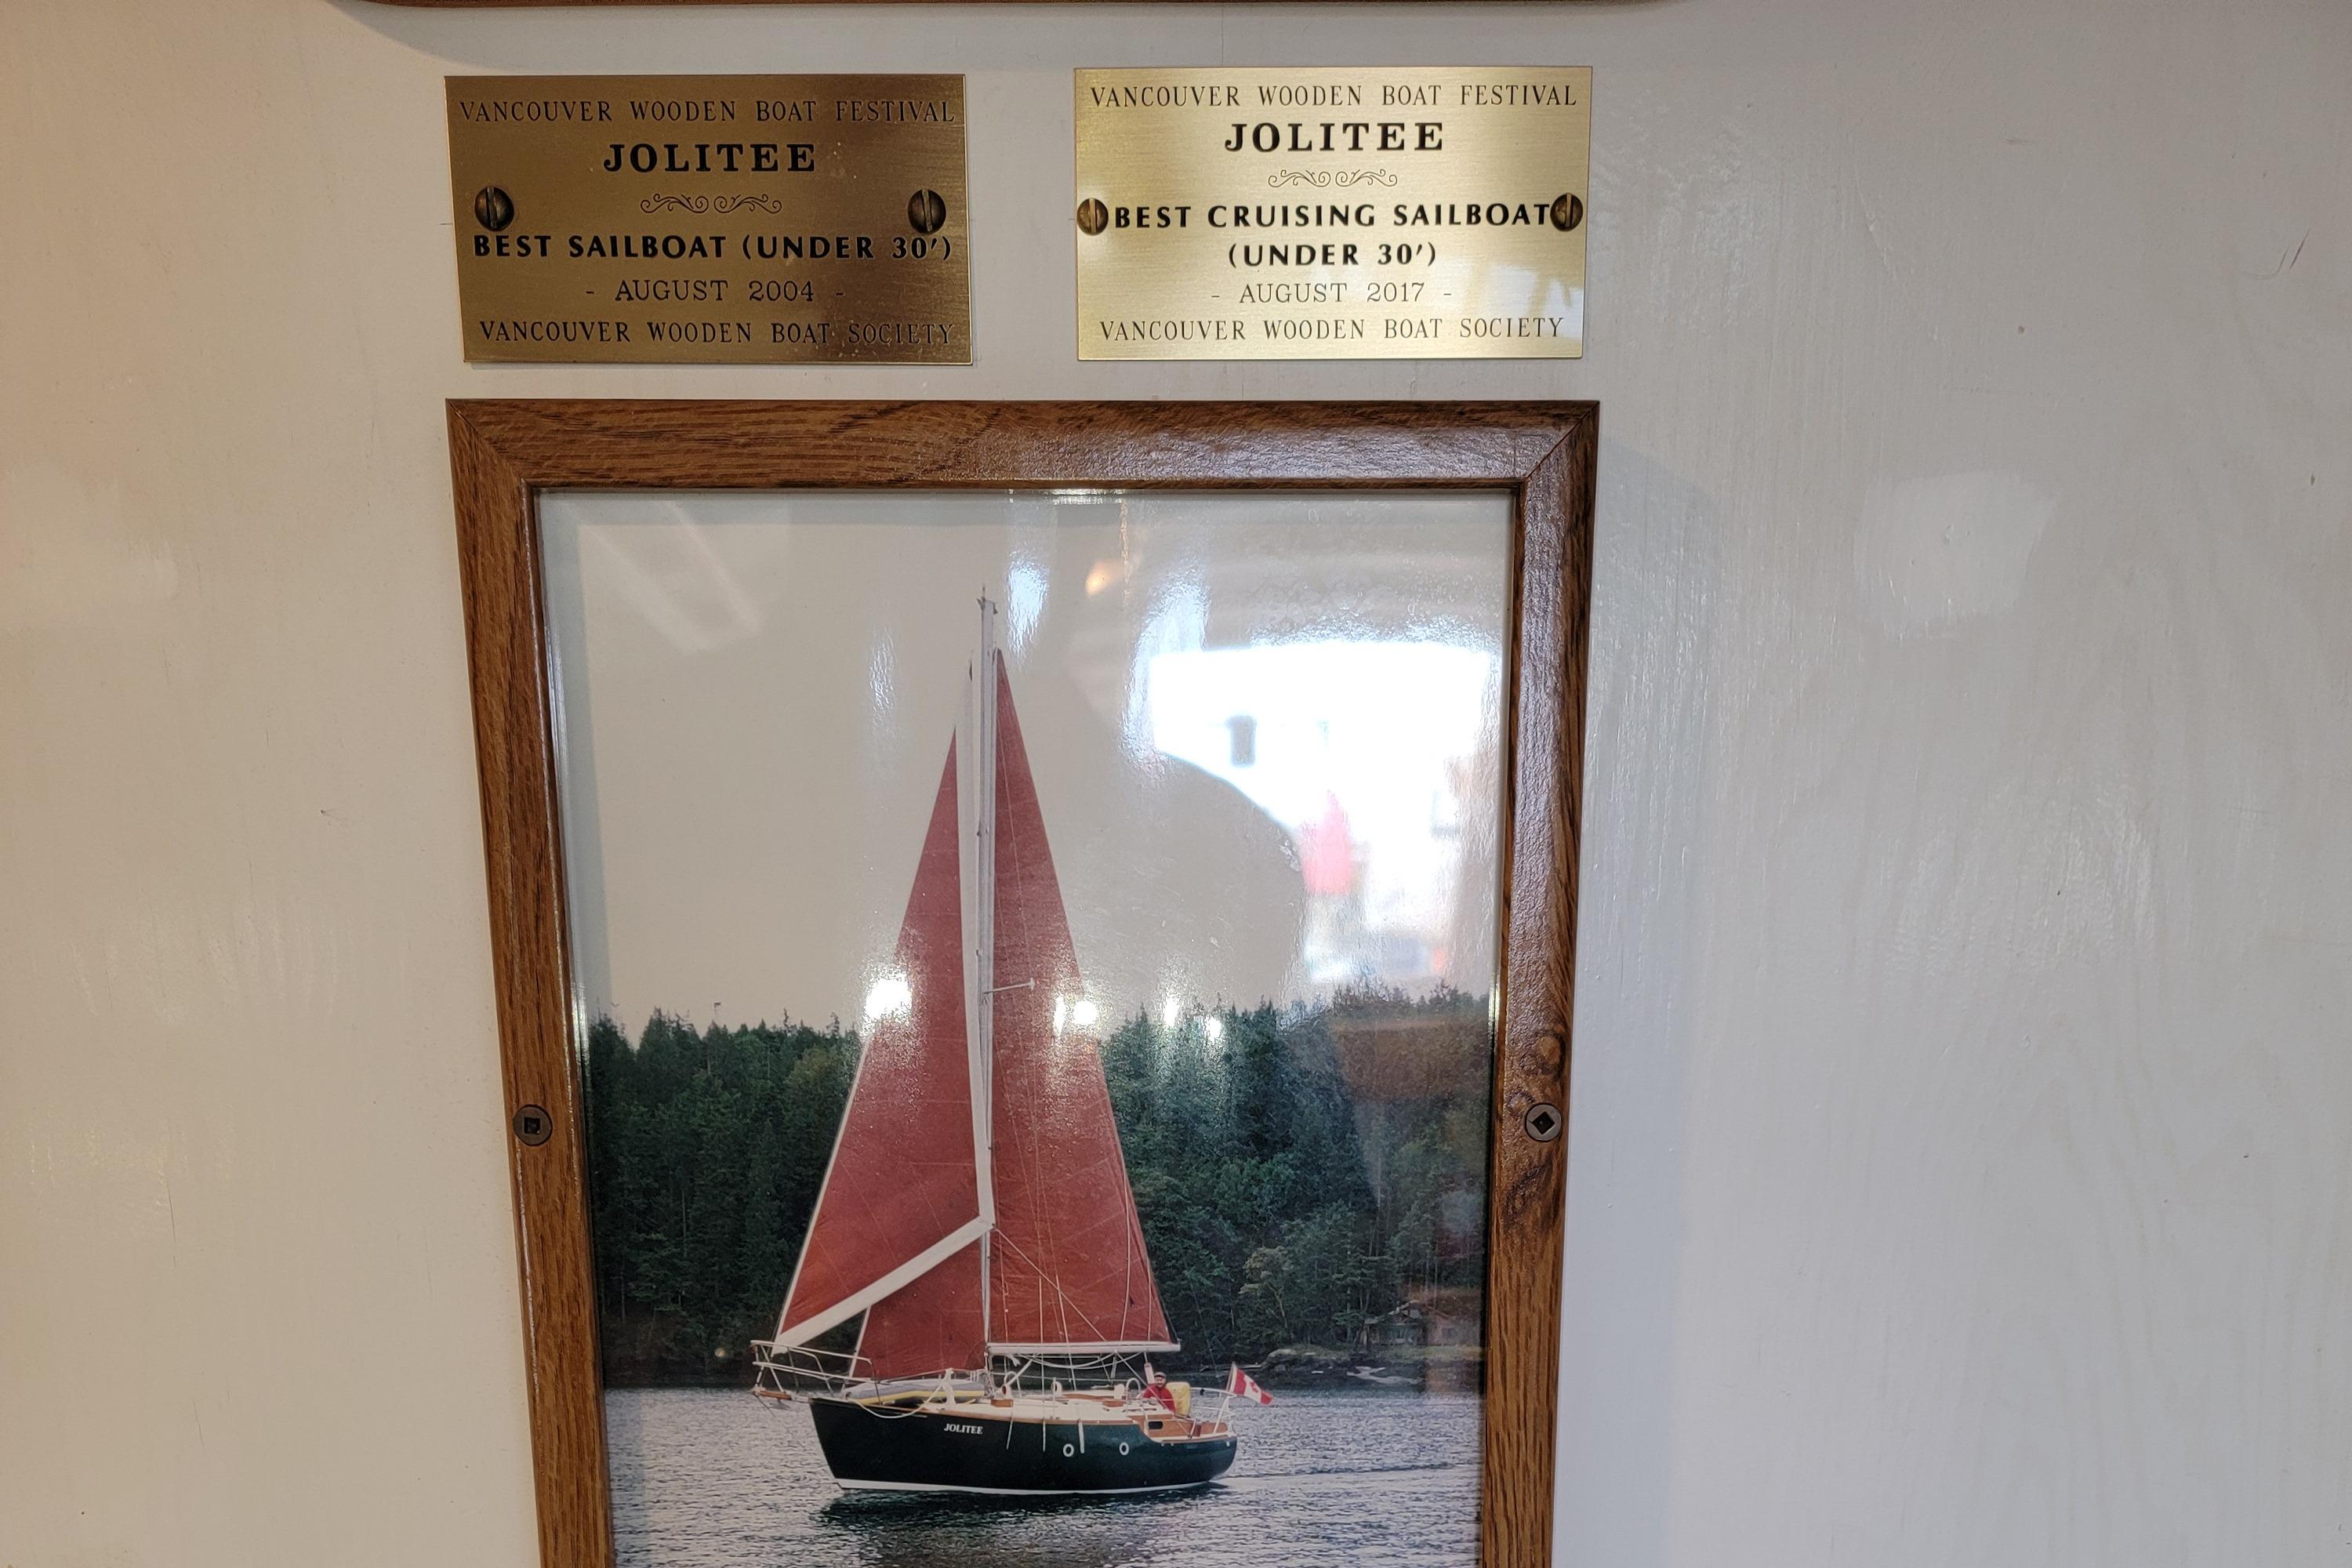 VANCOUVER WOODEN BOAT FESTIVAL
JOLITEE
BEST SAILBOAT (UNDER 30')
- AUGUST 2004 -
VANCOUVER WOODEN BOAT SOCIETY
VANCOUVER WOODEN BOAT FESTIVAL
JOLITEE
BEST CRUISING SAILBOAT
(UNDER 30')
- AUGUST 2017 -
VANCOUVER WOODEN BOAT SOCIETY
JOLITEE